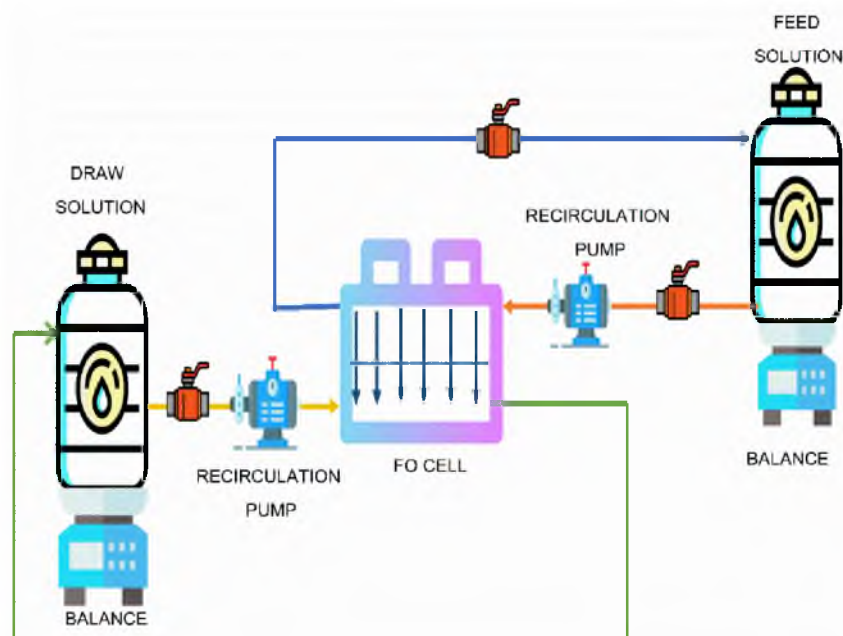 FEED
SOLUTION
DRAW
SOLUTION
RECIRCULATION
PUMP
RECIRCULATION
PUMP
FO CELL
BALANCE
BALANCE